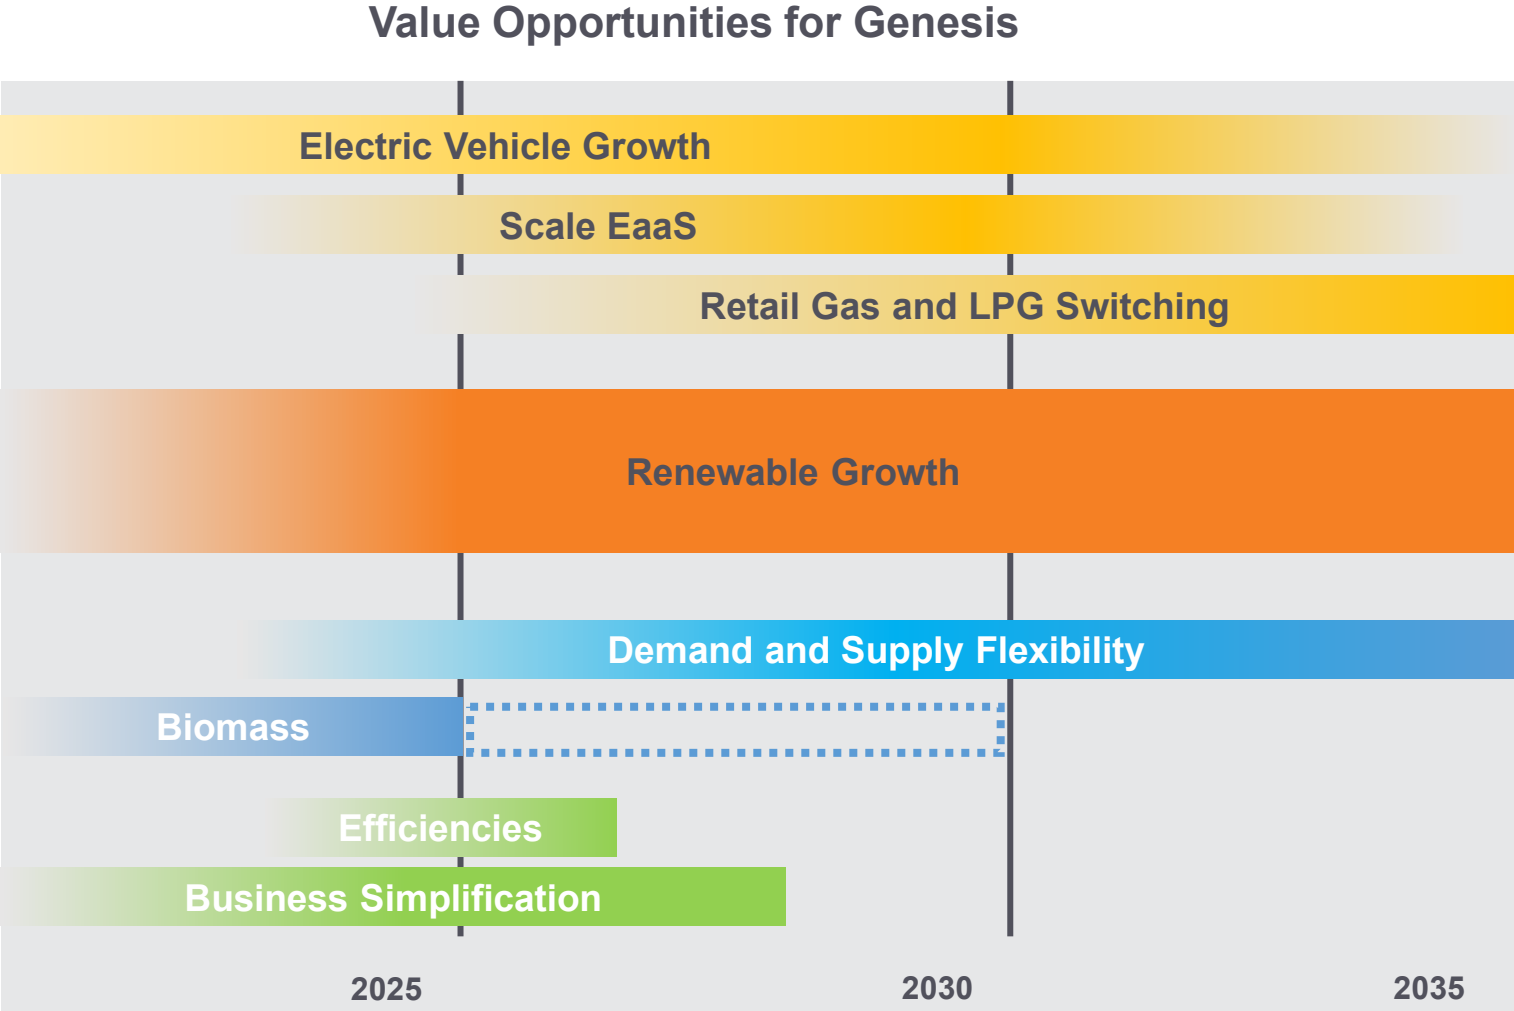 Value Opportunities for Genesis
Electric Vehicle Growth
Scale EaaS
Retail Gas and LPG Switching
Renewable Growth
Demand and Supply Flexibility
Biomass
Efficiencies
Business Simplification
2025
2030
2035